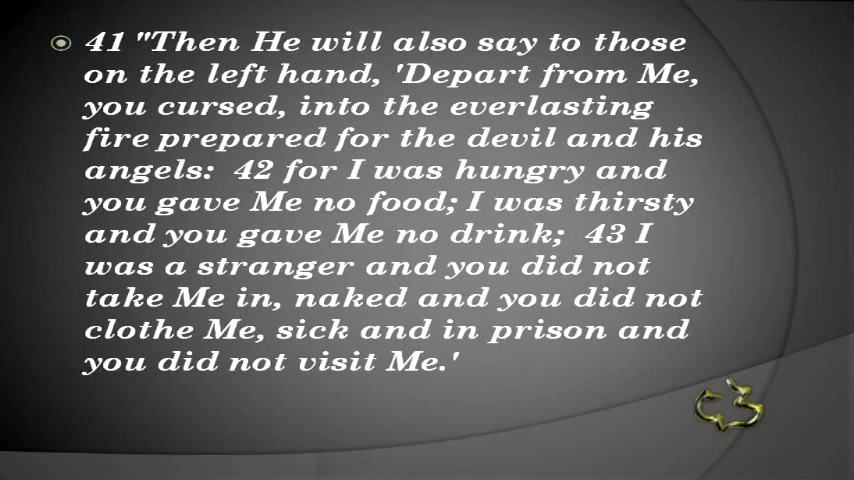 41 "Then He will also say to those
on the left hand, 'Depart from Me,
you cursed, into the everlasting
fire prepared for the devil and his
angels: 42 for I was hungry and
you gave Me no food; I was thirsty
and you gave Me no drink; 43 I
was a stranger and you did not
take Me in, naked and you did not
clothe Me, sick and in prison and
you did not visit Me.'